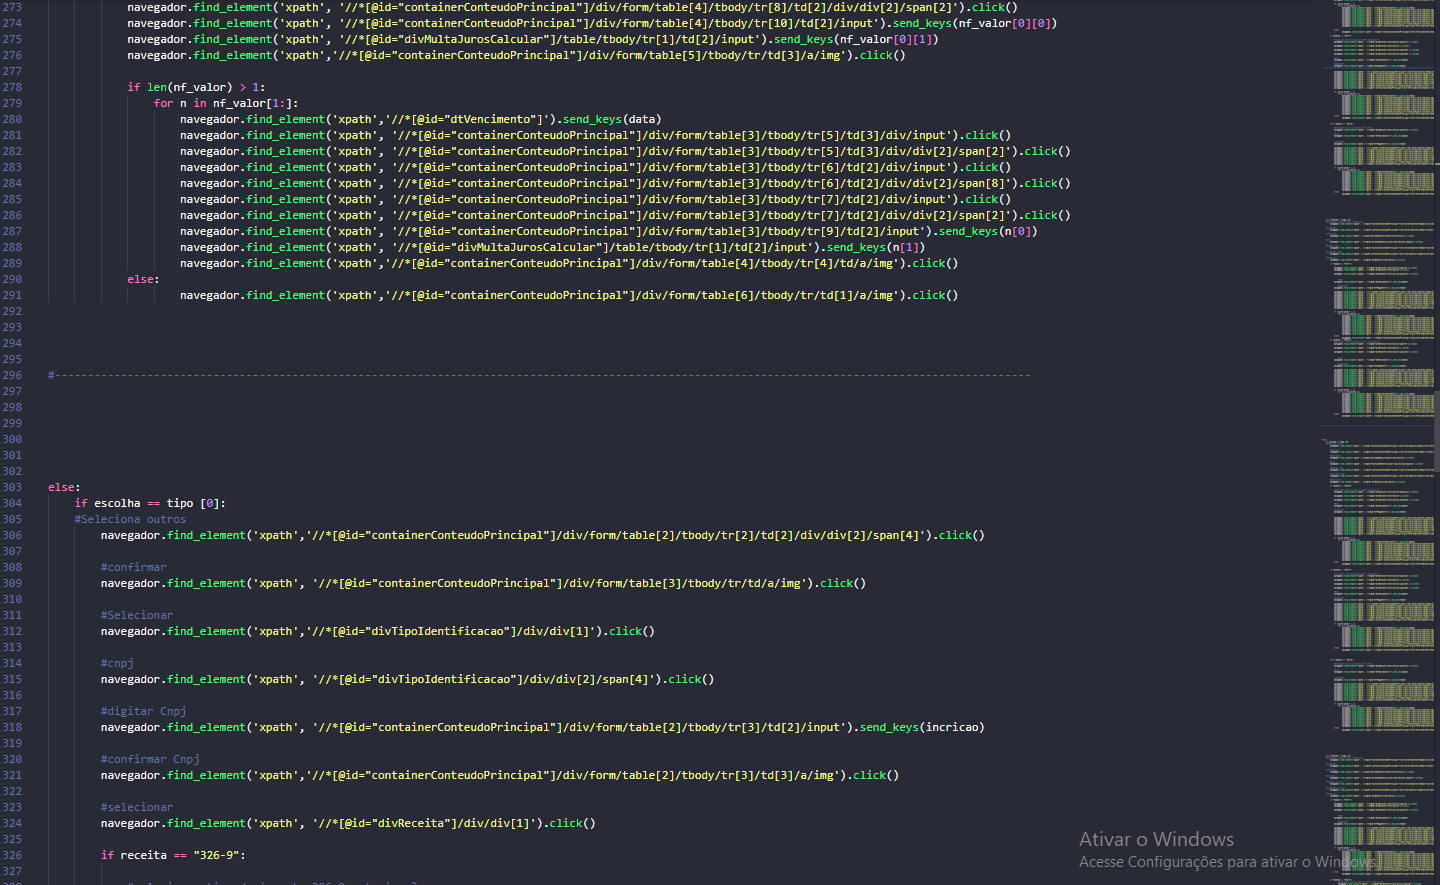 273 navegador.find_element('xpath', '//*[@id="containerConteudoPrincipal"]/div/form/table[4]/tbody/tr[8]/td[2]/div/div[2]/span[2]').click()
274 navegador.find_element('xpath', '//*[@id="containerConteudoPrincipal"]/div/form/table[4]/tbody/tr[10]/td[2]/input').send_keys(nf_valor[0][0])
275 navegador.find_element('xpath', '//*[@id="divMultaJurosCalcular"]/table/tbody/tr[1]/td[2]/input').send_keys(nf_valor[0][1])
276 navegador.find_element('xpath','//*[@id="containerConteudoPrincipal"]/div/form/table[5]/tbody/tr/td[3]/a/img').click()
277
278 if len(nf_valor) > 1:
279 for n in nf_valor[1:]:
280 navegador.find_element('xpath','//*[@id="dtVencimento"]').send_keys(data)
281 navegador.find_element('xpath', '//*[@id="containerConteudoPrincipal"]/div/form/table[3]/tbody/tr[5]/td[3]/div/input').click()
282 navegador.find_element('xpath', '//*[@id="containerConteudoPrincipal"]/div/form/table[3]/tbody/tr[5]/td[3]/div/div[2]/span[2]').click()
283 navegador.find_element('xpath', '//*[@id="containerConteudoPrincipal"]/div/form/table[3]/tbody/tr[6]/td[2]/div/input').click()
284 navegador.find_element('xpath', '//*[@id="containerConteudoPrincipal"]/div/form/table[3]/tbody/tr[6]/td[2]/div/div[2]/span[8]').click()
285 navegador.find_element('xpath', '//*[@id="containerConteudoPrincipal"]/div/form/table[3]/tbody/tr[7]/td[2]/div/input').click()
286 navegador.find_element('xpath', '//*[@id="containerConteudoPrincipal"]/div/form/table[3]/tbody/tr[7]/td[2]/div/div[2]/span[2]').click()
287 navegador.find_element('xpath', '//*[@id="containerConteudoPrincipal"]/div/form/table[3]/tbody/tr[9]/td[2]/input').send_keys(n[0])
288 navegador.find_element('xpath', '//*[@id="divMultaJurosCalcular"]/table/tbody/tr[1]/td[2]/input').send_keys(n[1])
289 navegador.find_element('xpath','//*[@id="containerConteudoPrincipal"]/div/form/table[4]/tbody/tr[4]/td/a/img').click()
290 else:
291 navegador.find_element('xpath','//*[@id="containerConteudoPrincipal"]/div/form/table[6]/tbody/tr/td[1]/a/img').click()
292
293
294
295
296 #----------------------------------------------------------------------------------------------------------------------------------------------------
297
298
299
300
301
302
303 else:
304 if escolha == tipo [0]:
305 #Seleciona outros
306 navegador.find_element('xpath','//*[@id="containerConteudoPrincipal"]/div/form/table[2]/tbody/tr[2]/td[2]/div/div[2]/span[4]').click()
307
308 #confirmar
309 navegador.find_element('xpath', '//*[@id="containerConteudoPrincipal"]/div/form/table[3]/tbody/tr/td/a/img').click()
310
311 #Selecionar
312 navegador.find_element('xpath','//*[@id="divTipoIdentificacao"]/div/div[1]').click()
313
314 #cnpj
315 navegador.find_element('xpath', '//*[@id="divTipoIdentificacao"]/div/div[2]/span[4]').click()
316
317 #digitar Cnpj
318 navegador.find_element('xpath', '//*[@id="containerConteudoPrincipal"]/div/form/table[2]/tbody/tr[3]/td[2]/input').send_keys(incricao)
319
320 #confirmar Cnpj
321 navegador.find_element('xpath','//*[@id="containerConteudoPrincipal"]/div/form/table[2]/tbody/tr[3]/td[3]/a/img').click()
322
323 #selecionar
324 navegador.find_element('xpath', '//*[@id="divReceita"]/div/div[1]').click()
325
326 if receita == "326-9":
327
Ativar o Windows
Acesse Configurações para ativar o Windows.